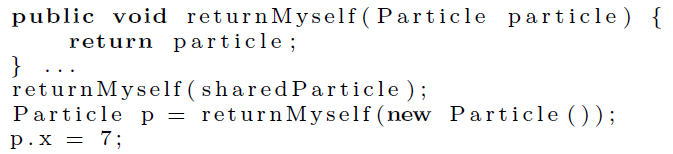 public void returnMyself(Particle particle) {
return particle;
} ...
returnMyself(sharedParticle);
Particle p = returnMyself(new Particle());
p.x = 7;